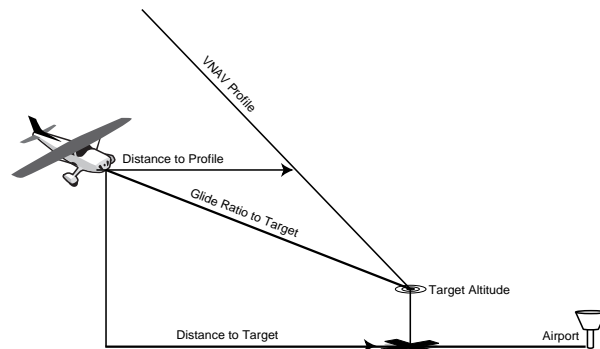 VNAV Profile
Distance to Profile
Glide Ratio to Target
Target Altitude
Distance to Target
Airport